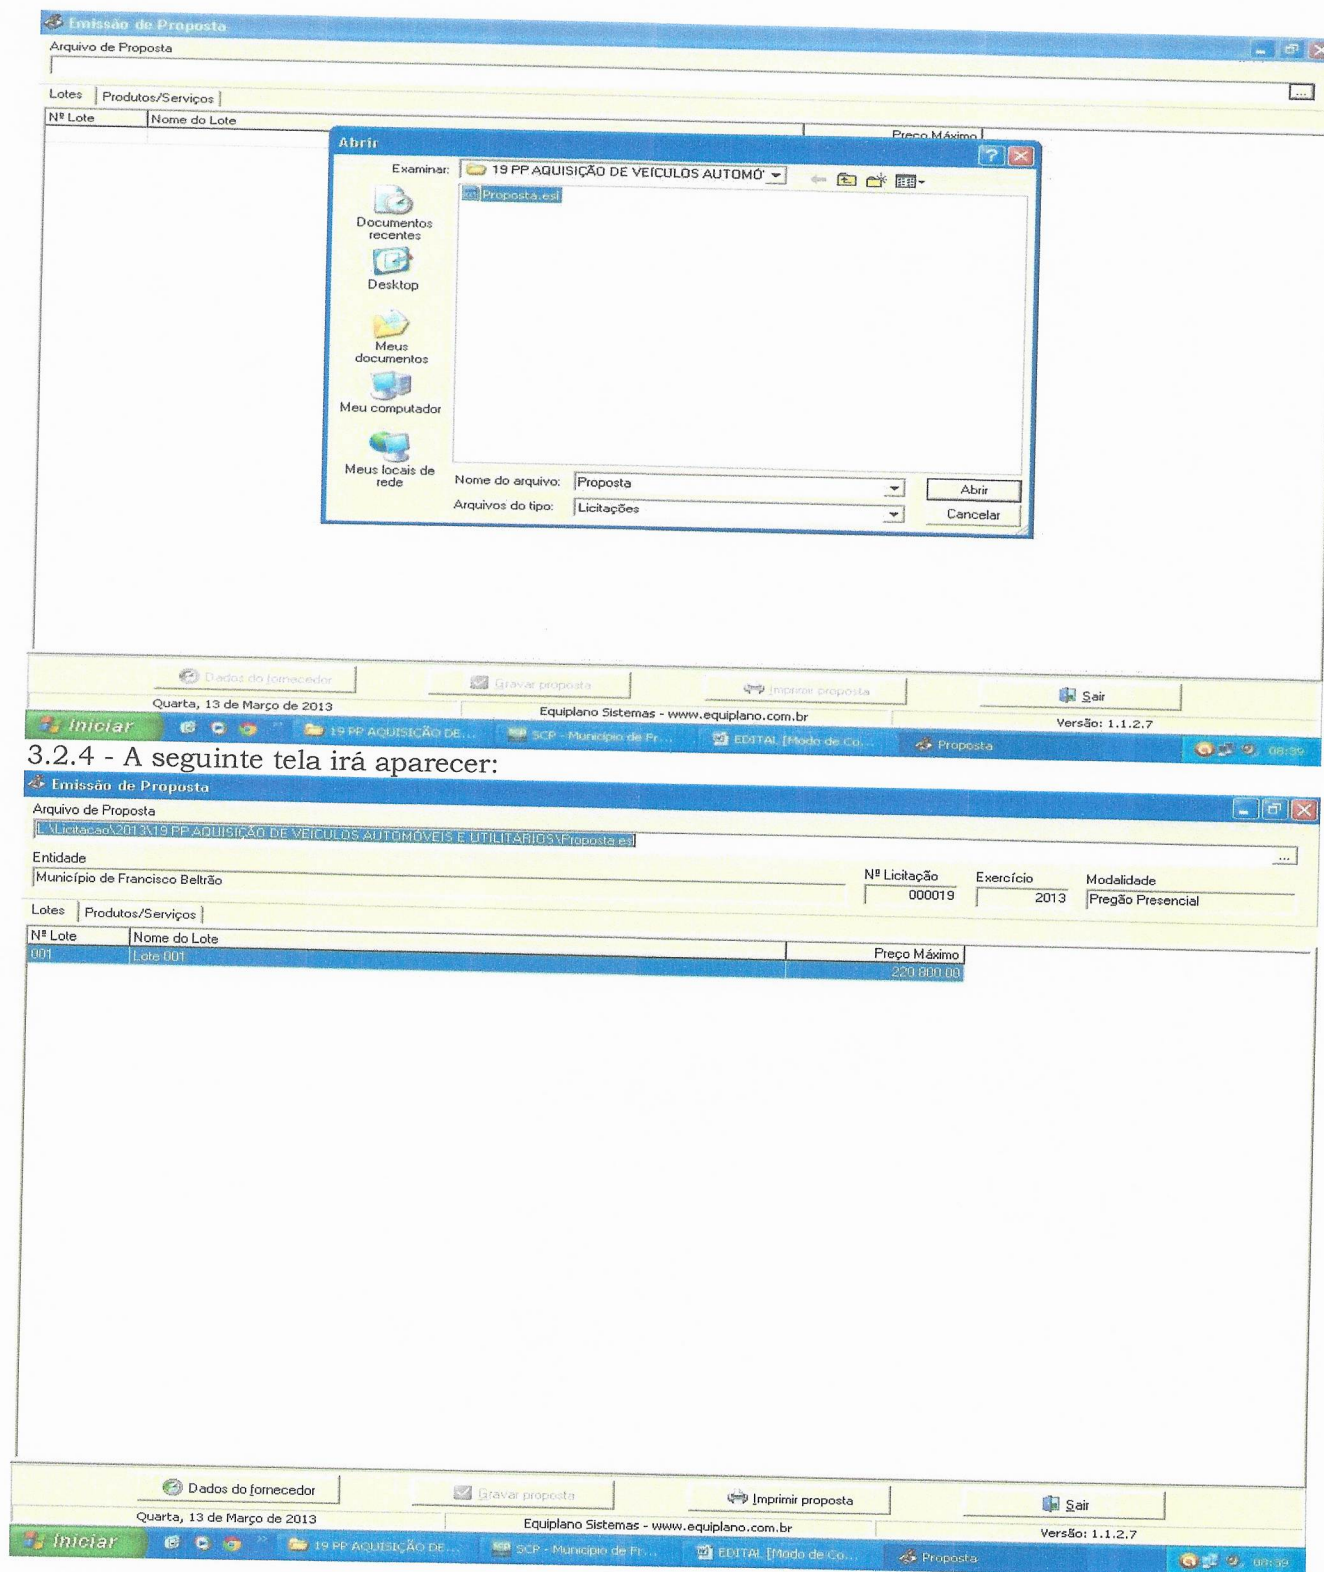 Emissão de Proposta
Arquivo de Proposta
...
Lotes Produtos/Serviços
Nº Lote Nome do Lote Preço Máximo
Abrir
Examinar: 19 PP AQUISIÇÃO DE VEÍCULOS AUTOMÓ'
Proposta.esl
Documentos recentes
Desktop
Meus documentos
Meu computador
Meus locais de rede
Nome do arquivo: Proposta Abrir
Arquivos do tipo: Licitações Cancelar
Dados do fornecedor Gravar proposta Imprimir proposta Sair
Quarta, 13 de Março de 2013 Equiplano Sistemas - www.equiplano.com.br Versão: 1.1.2.7
Iniciar 19 PP AQUISIÇÃO DE... SCP - Município de Fr... EDITAL [Modo de Co... Proposta 08:39
3.2.4 - A seguinte tela irá aparecer:
Emissão de Proposta
Arquivo de Proposta
L:\Licitacao\2013\19 PP AQUISIÇÃO DE VEÍCULOS AUTOMÓVEIS E UTILITÁRIOS\Proposta.esl
...
Entidade Nº Licitação Exercício Modalidade
Município de Francisco Beltrão 000019 2013 Pregão Presencial
Lotes Produtos/Serviços
Nº Lote Nome do Lote Preço Máximo
001 Lote 001 220.800,00
Dados do fornecedor Gravar proposta Imprimir proposta Sair
Quarta, 13 de Março de 2013 Equiplano Sistemas - www.equiplano.com.br Versão: 1.1.2.7
Iniciar 19 PP AQUISIÇÃO DE... SCP - Município de Fr... EDITAL [Modo de Co... Proposta 08:39